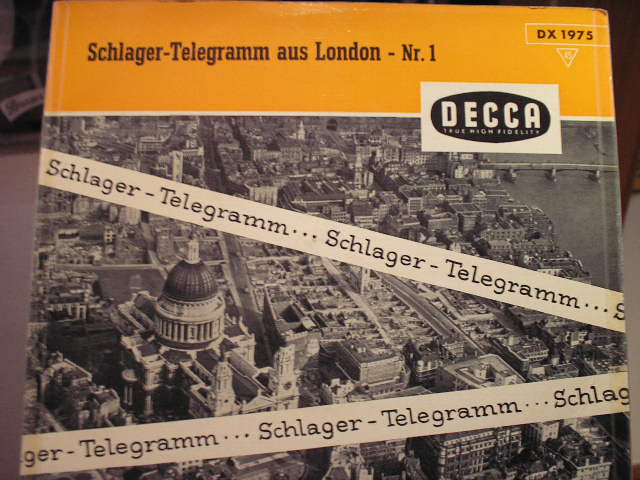 Schlager-Telegramm aus London - Nr. 1
DX 1975
45
DECCA
TRUE HIGH FIDELITY
Schlager - Telegramm... Schlager - Telegramm... S
ger - Telegramm... Schlager - Telegramm... Schlag